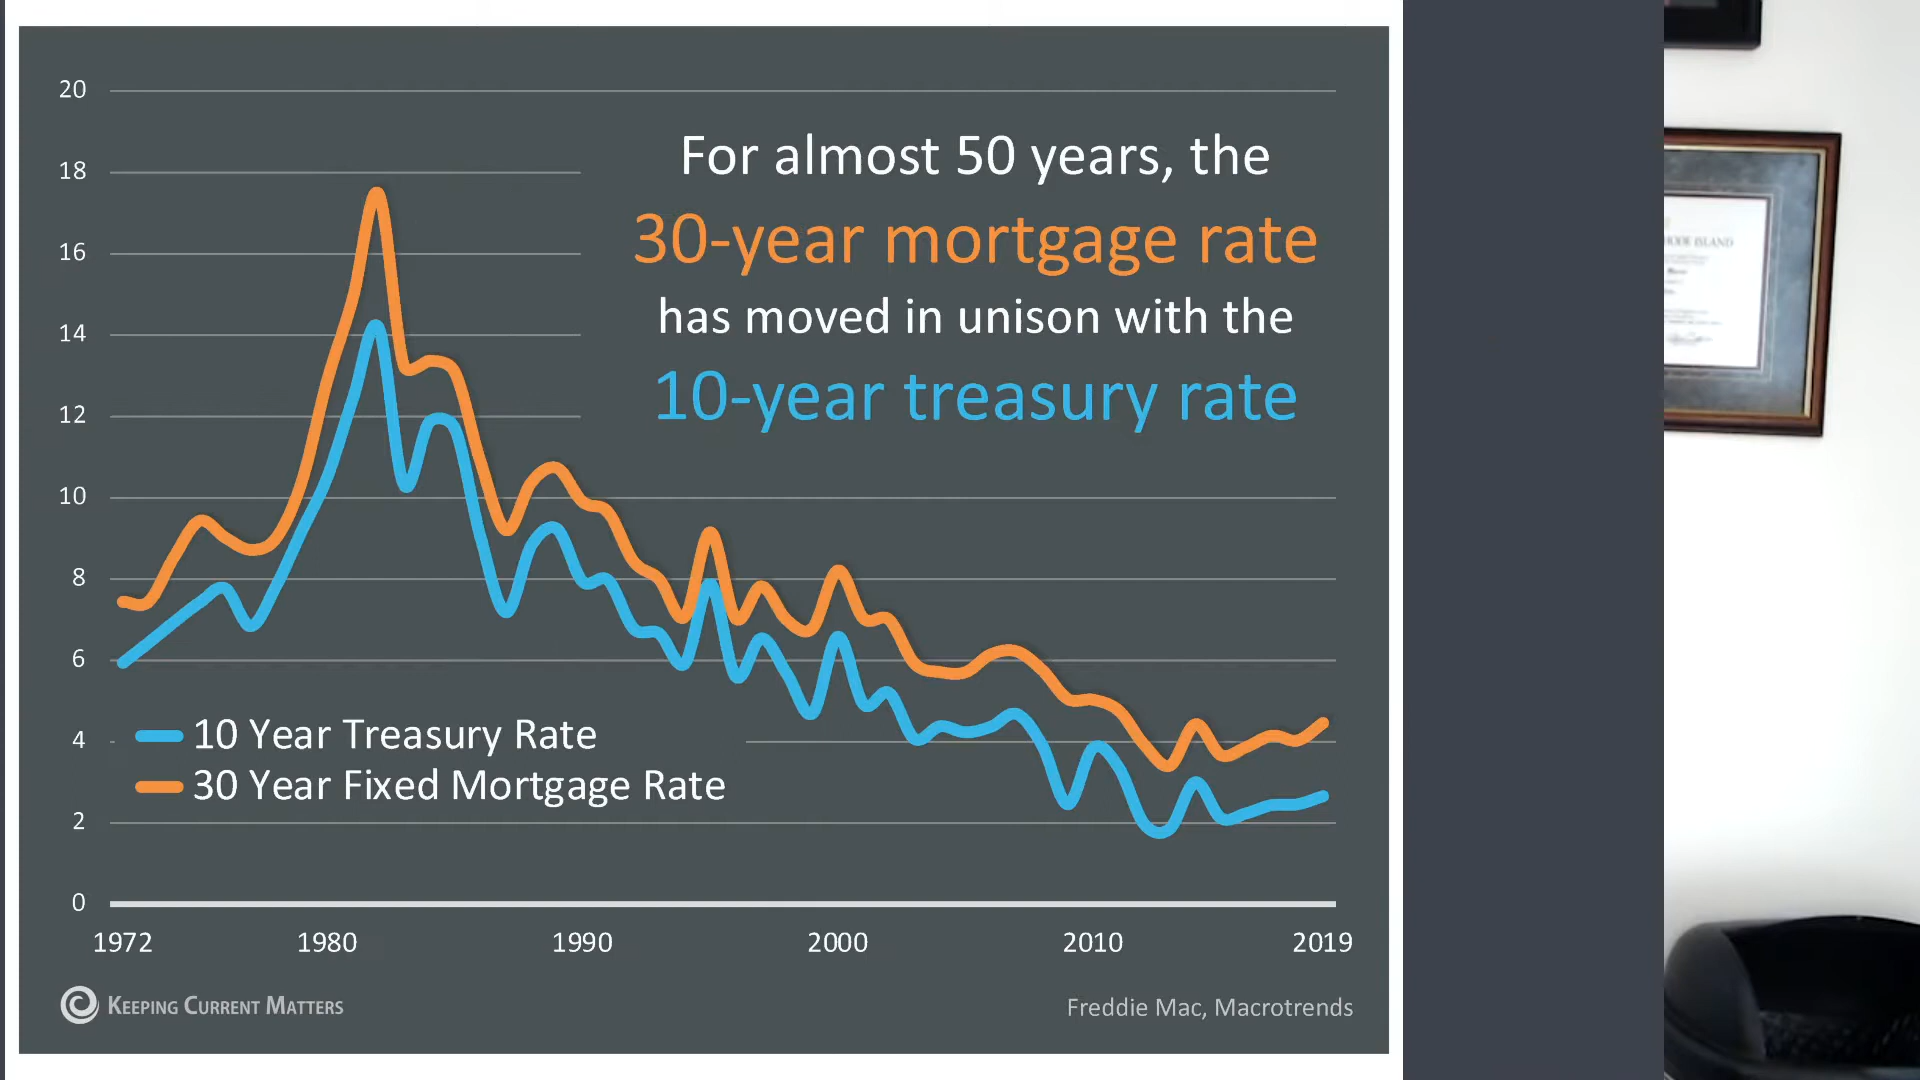 20
18
16
14
12
10
8
6
4
2
0
For almost 50 years, the
30-year mortgage rate
has moved in unison with the
10-year treasury rate
10 Year Treasury Rate
30 Year Fixed Mortgage Rate
1972 1980 1990 2000 2010 2019
KEEPING CURRENT MATTERS
Freddie Mac, Macrotrends
ISLAND